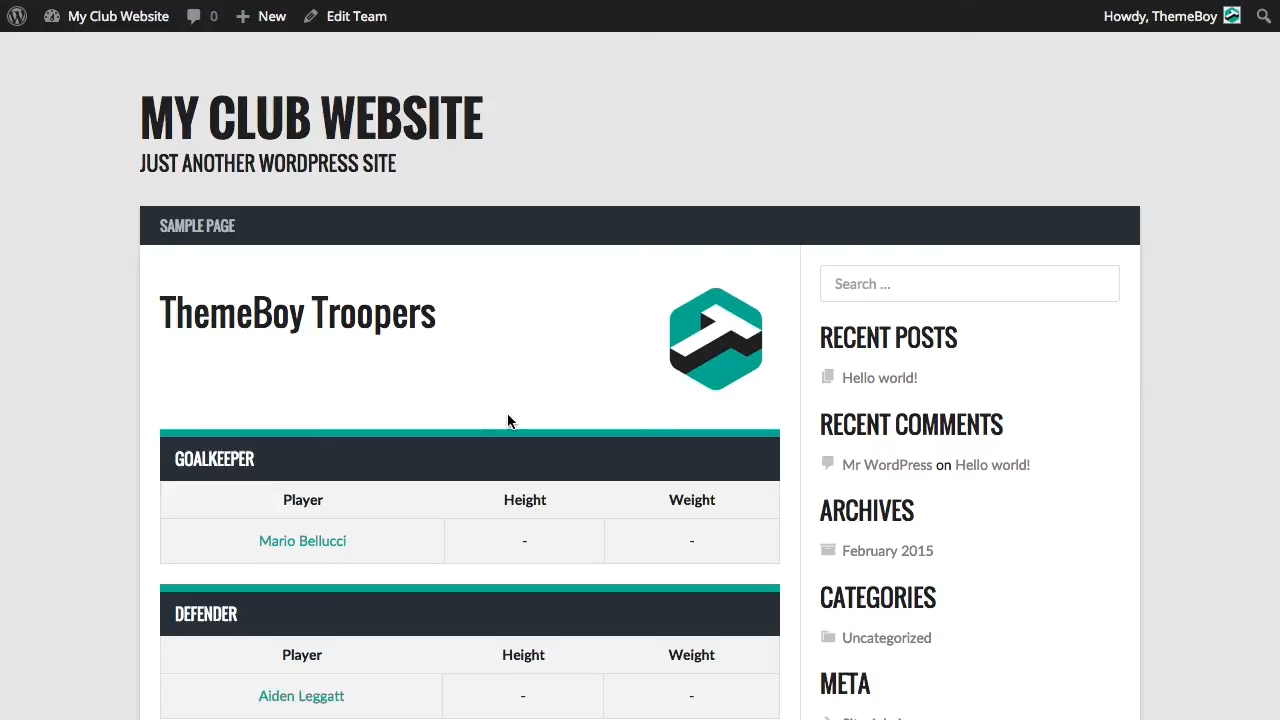 My Club Website 0 New Edit Team Howdy, ThemeBoy
MY CLUB WEBSITE
JUST ANOTHER WORDPRESS SITE
SAMPLE PAGE
ThemeBoy Troopers
GOALKEEPER
Player Height Weight
Mario Bellucci - -
DEFENDER
Player Height Weight
Aiden Leggatt - -
Search ...
RECENT POSTS
Hello world!
RECENT COMMENTS
Mr WordPress on Hello world!
ARCHIVES
February 2015
CATEGORIES
Uncategorized
META